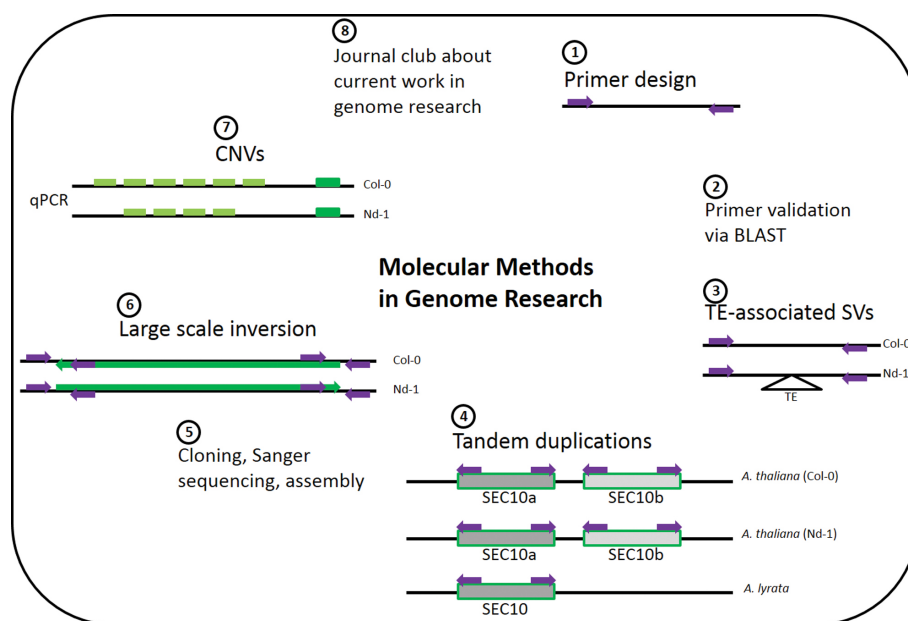 Molecular Methods
in Genome Research
1
Primer design
2
Primer validation
via BLAST
3
TE-associated SVs
Col-0
Nd-1
TE
4
Tandem duplications
SEC10a
SEC10b
A. thaliana (Col-0)
SEC10a
SEC10b
A. thaliana (Nd-1)
SEC10
A. lyrata
5
Cloning, Sanger
sequencing, assembly
6
Large scale inversion
Col-0
Nd-1
7
CNVs
qPCR
Col-0
Nd-1
8
Journal club about
current work in
genome research